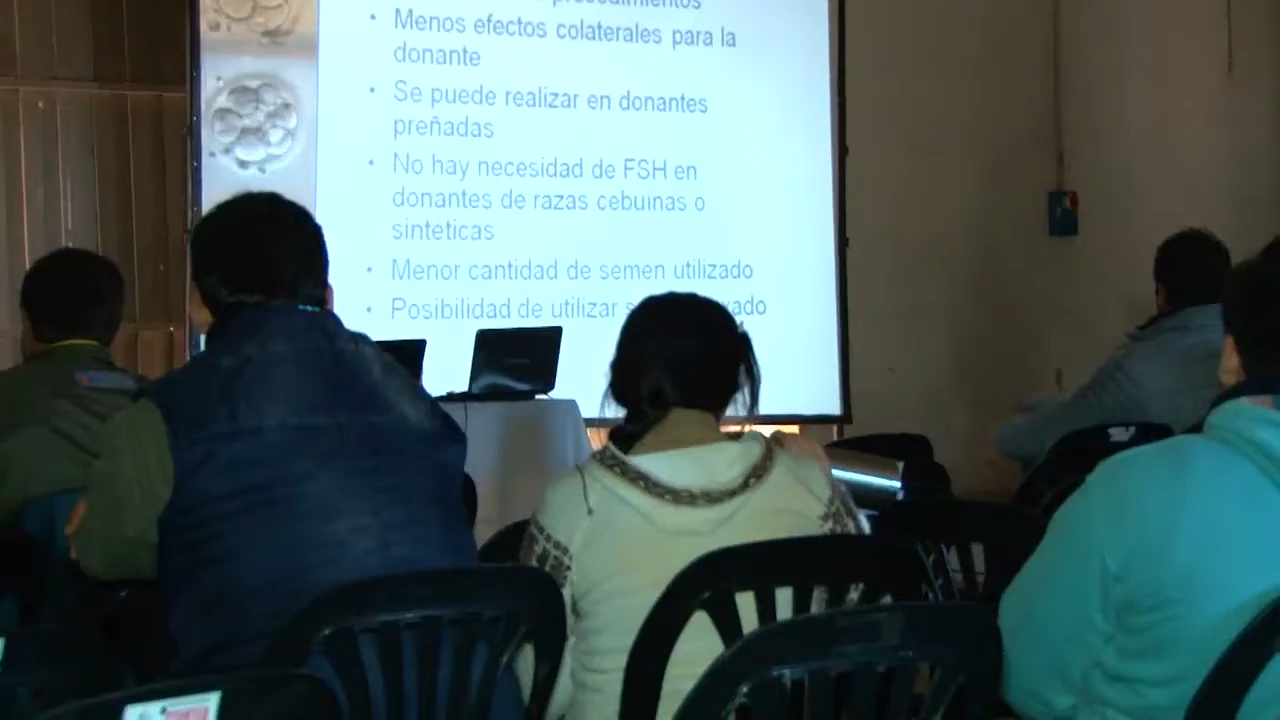 procedimientos
• Menos efectos colaterales para la
donante
• Se puede realizar en donantes
preñadas
• No hay necesidad de FSH en
donantes de razas cebuinas o
sinteticas
• Menor cantidad de semen utilizado
• Posibilidad de utilizar